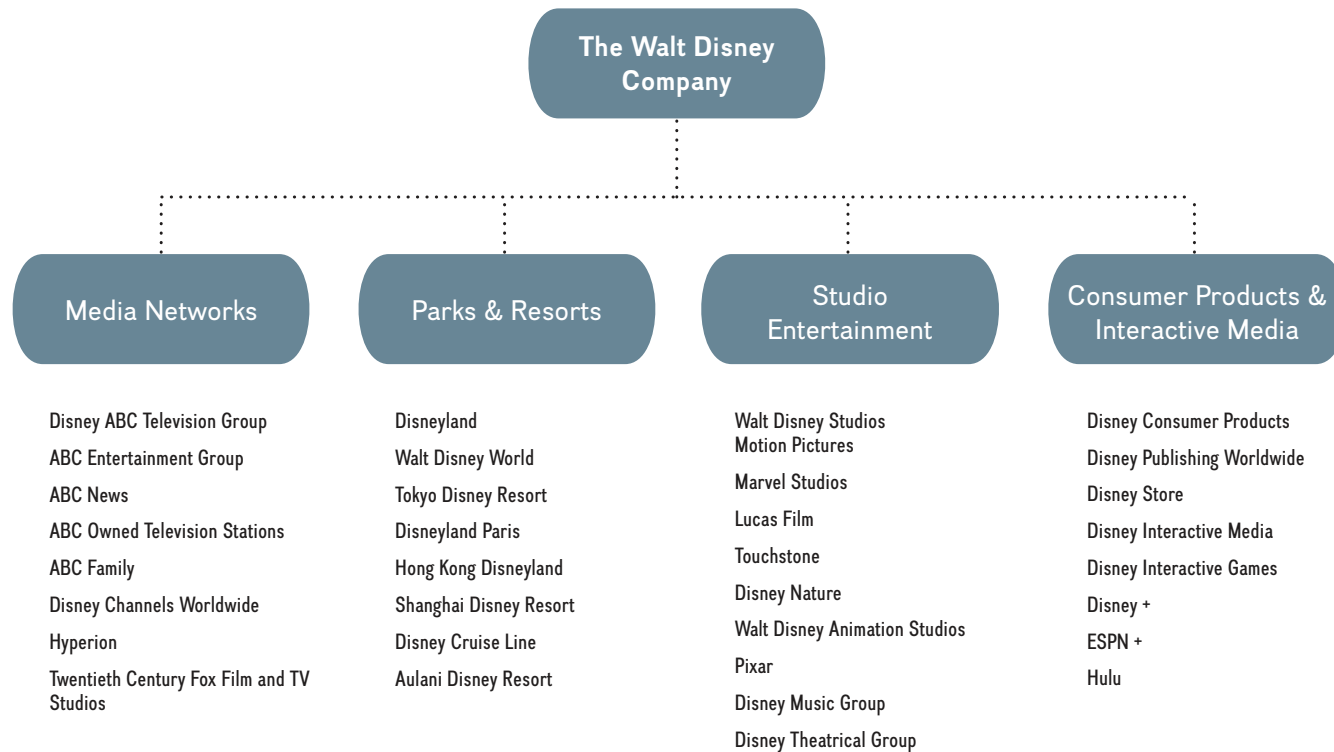 The Walt Disney
Company
Media Networks
Parks & Resorts
Studio
Entertainment
Consumer Products &
Interactive Media
Disney ABC Television Group
ABC Entertainment Group
ABC News
ABC Owned Television Stations
ABC Family
Disney Channels Worldwide
Hyperion
Twentieth Century Fox Film and TV
Studios
Disneyland
Walt Disney World
Tokyo Disney Resort
Disneyland Paris
Hong Kong Disneyland
Shanghai Disney Resort
Disney Cruise Line
Aulani Disney Resort
Walt Disney Studios
Motion Pictures
Marvel Studios
Lucas Film
Touchstone
Disney Nature
Walt Disney Animation Studios
Pixar
Disney Music Group
Disney Theatrical Group
Disney Consumer Products
Disney Publishing Worldwide
Disney Store
Disney Interactive Media
Disney Interactive Games
Disney +
ESPN +
Hulu